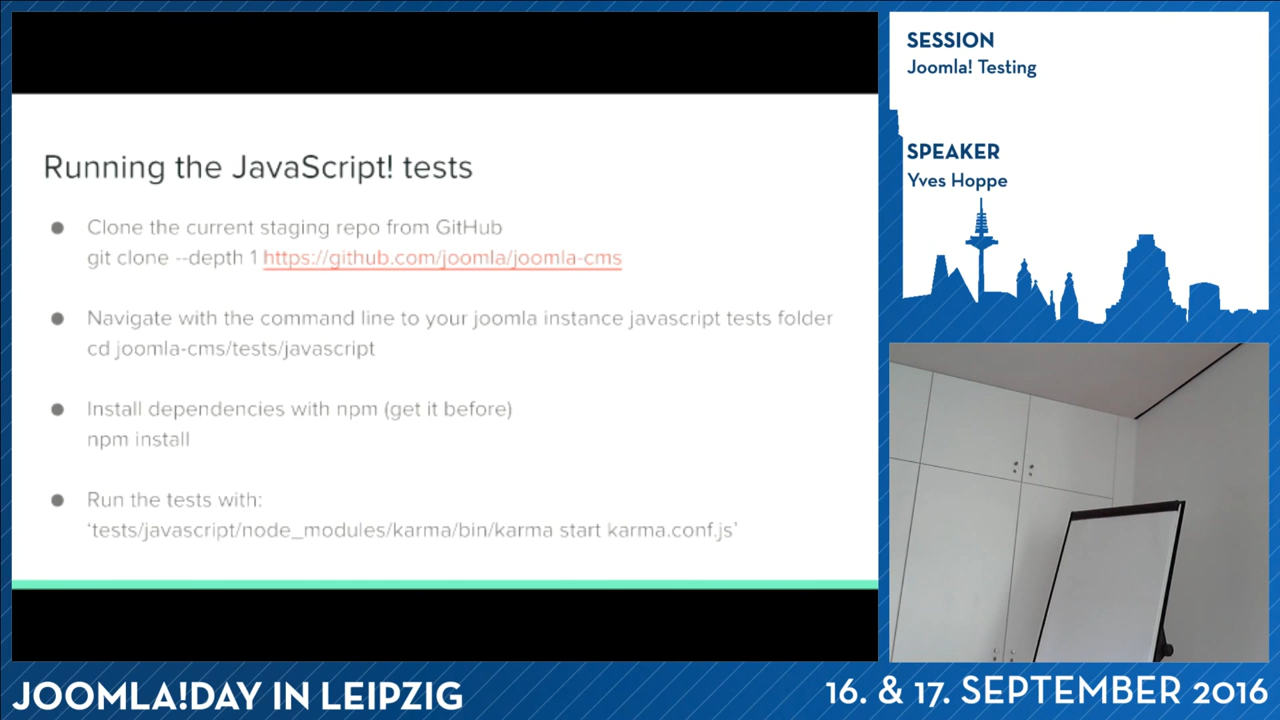 Running the JavaScript! tests
Clone the current staging repo from GitHub
git clone --depth 1 https://github.com/joomla/joomla-cms
Navigate with the command line to your joomla instance javascript tests folder
cd joomla-cms/tests/javascript
Install dependencies with npm (get it before)
npm install
Run the tests with:
‘tests/javascript/node_modules/karma/bin/karma start karma.conf.js’
SESSION
Joomla! Testing
SPEAKER
Yves Hoppe
JOOMLA!DAY IN LEIPZIG
16. & 17. SEPTEMBER 2016